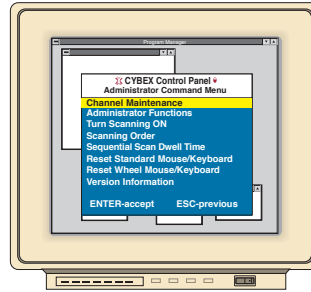 Program Manager
CYBEX Control Panel
Administrator Command Menu
Channel Maintenance
Administrator Functions
Turn Scanning ON
Scanning Order
Sequential Scan Dwell Time
Reset Standard Mouse/Keyboard
Reset Wheel Mouse/Keyboard
Version Information
ENTER-accept ESC-previous